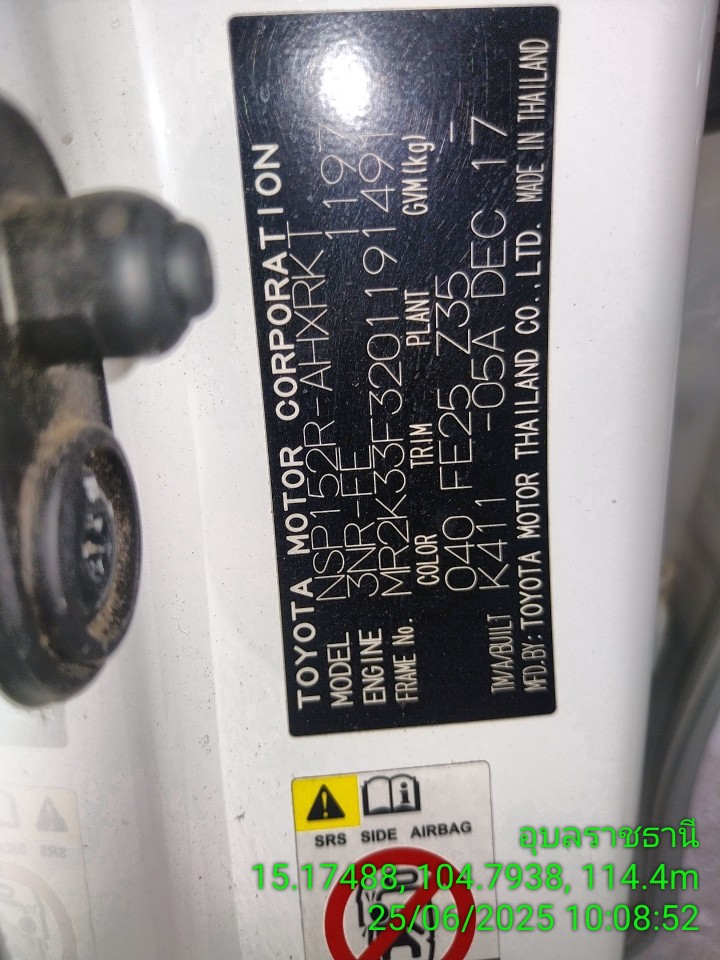 TOYOTA MOTOR CORPORATION
MODEL NSP152R-AHXRKT 1197
ENGINE 3NR-EE
FRAME No. MR2K33F3201191491
COLOR TRIM PLANT GVM(kg)
040 FE25 Z35 -
K411 -05A DEC 17
TM/A/BUILT
MFD.BY: TOYOTA MOTOR THAILAND CO.,LTD. MADE IN THAILAND
SRS SIDE AIRBAG
อุบลราชธานี
15.17488, 104.7938, 114.4m
25/06/2025 10:08:52